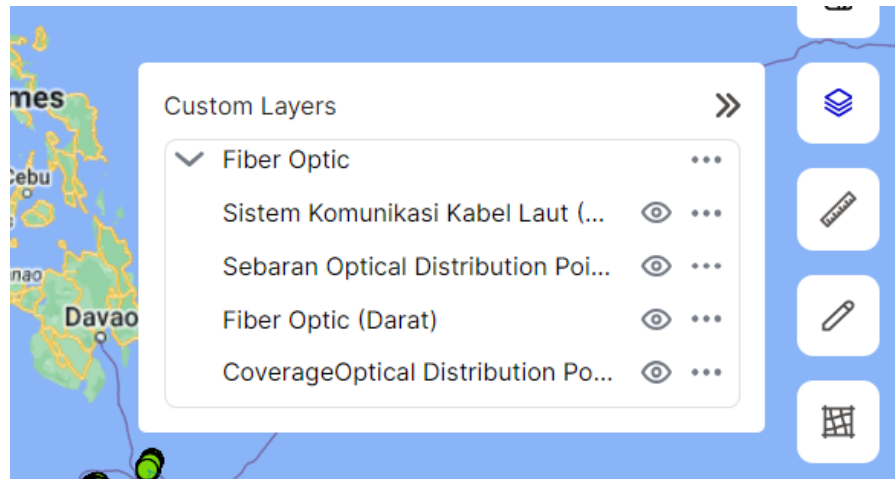 mes
Custom Layers
Fiber Optic
Cebu
Sistem Komunikasi Kabel Laut (...
Sebaran Optical Distribution Poi...
nao
Davao
Fiber Optic (Darat)
CoverageOptical Distribution Po...